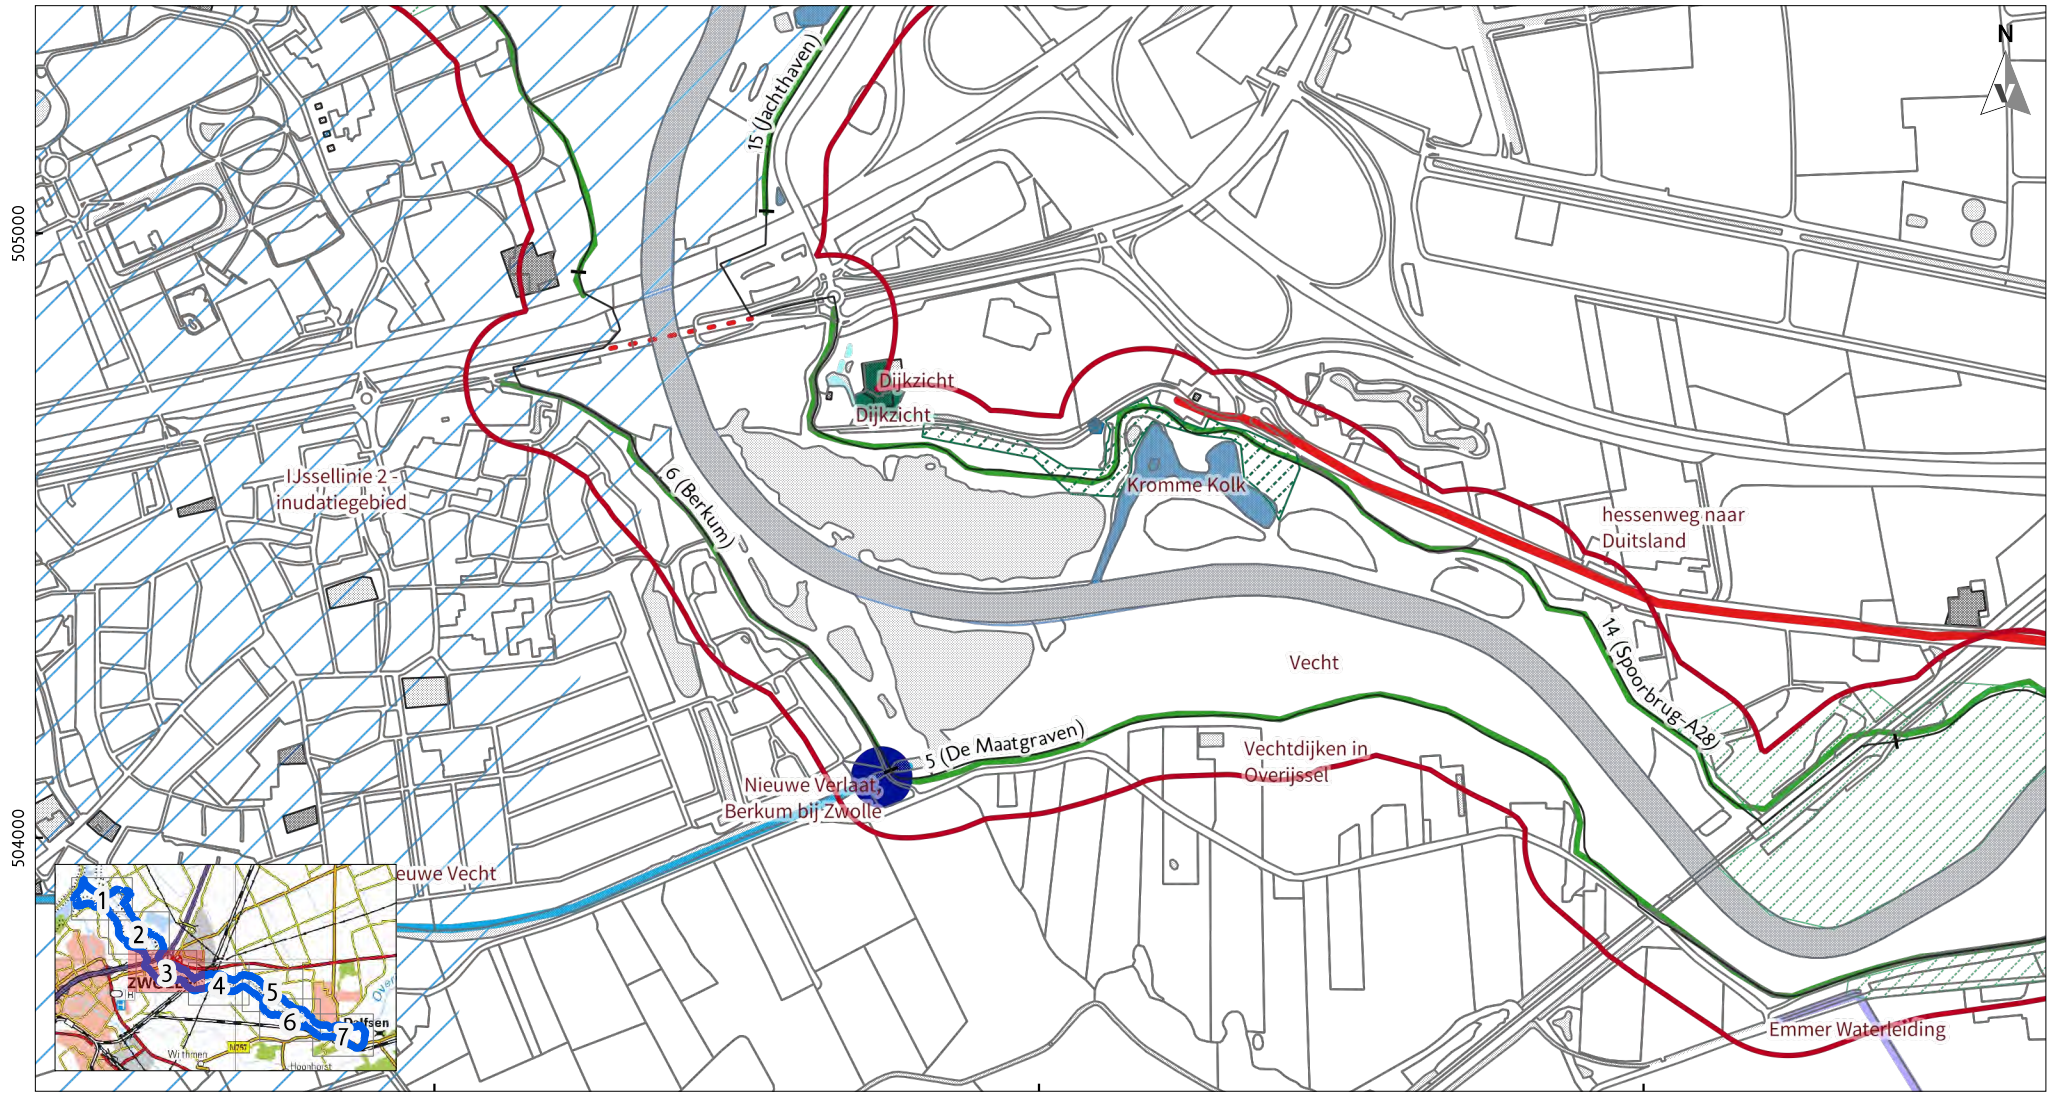 N
15 (Jachthaven)
505000
Dijkzicht
Dijkzicht
IJssellinie 2 -
inudatiegebied
6 (Berkum)
Kromme Kolk
hessenweg naar
Duitsland
14 (Spoorbrug-A28)
Vecht
5 (De Maatgraven)
Vechtdijken in
Overijssel
Nieuwe Verlaat,
Berkum bij Zwolle
504000
euwe Vecht
Emmer Waterleiding
1
2
3
4
5
6
7
N757
Withmen
Hoonhorst